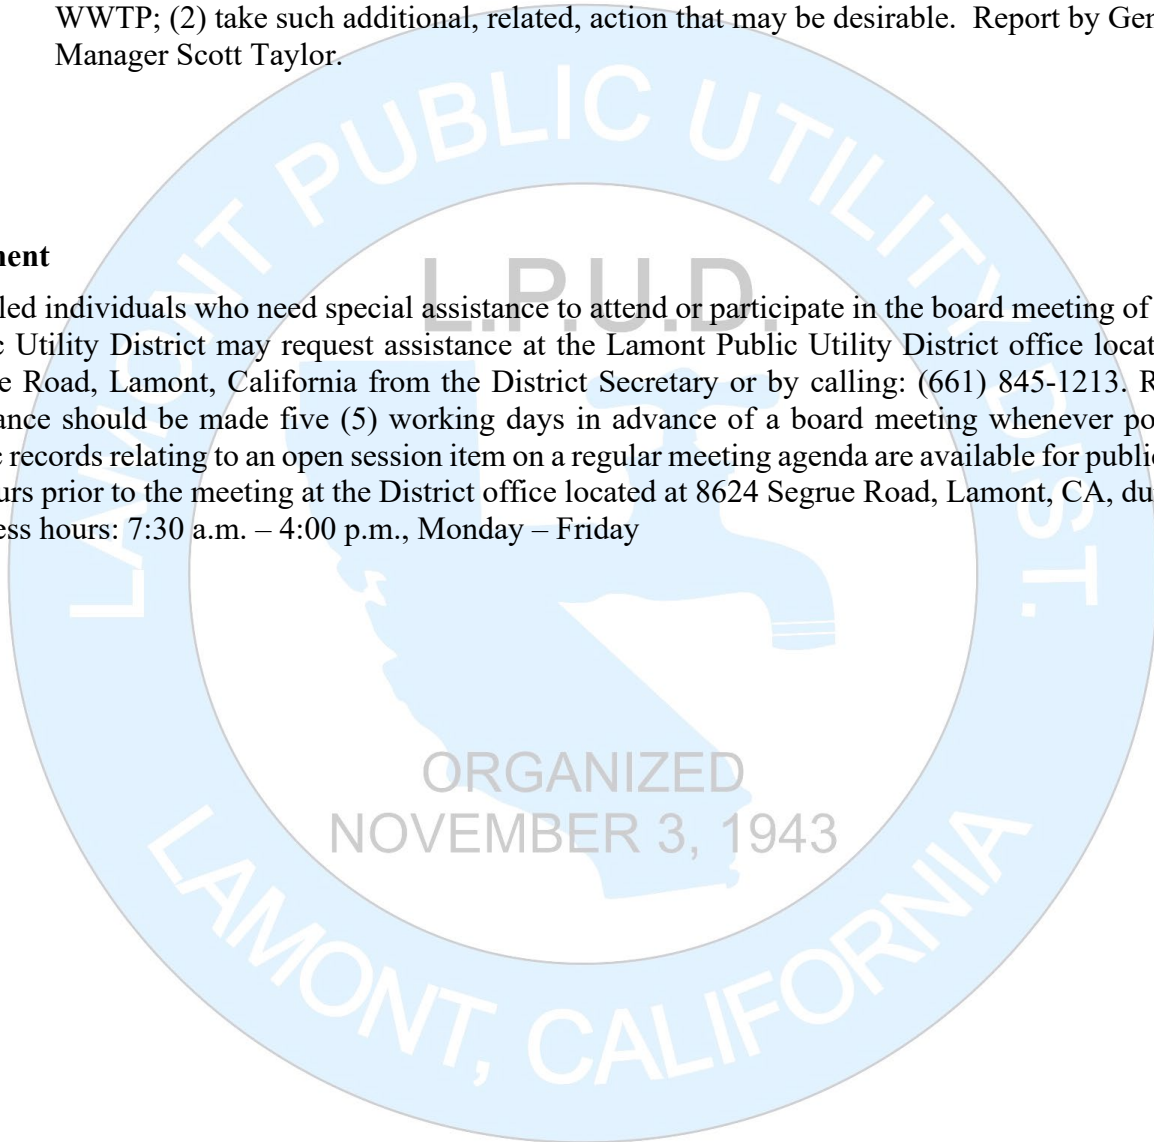 WWTP; (2) take such additional, related, action that may be desirable. Report by Gen
Manager Scott Taylor.
LAMONT PUBLIC UTILITY DIST.
nent
L.P.U.D.
led individuals who need special assistance to attend or participate in the board meeting of
c Utility District may request assistance at the Lamont Public Utility District office locat
e Road, Lamont, California from the District Secretary or by calling: (661) 845-1213. R
ance should be made five (5) working days in advance of a board meeting whenever po
c records relating to an open session item on a regular meeting agenda are available for public
urs prior to the meeting at the District office located at 8624 Segrue Road, Lamont, CA, du
ess hours: 7:30 a.m. – 4:00 p.m., Monday – Friday
ORGANIZED
NOVEMBER 3, 1943
LAMONT, CALIFORNIA